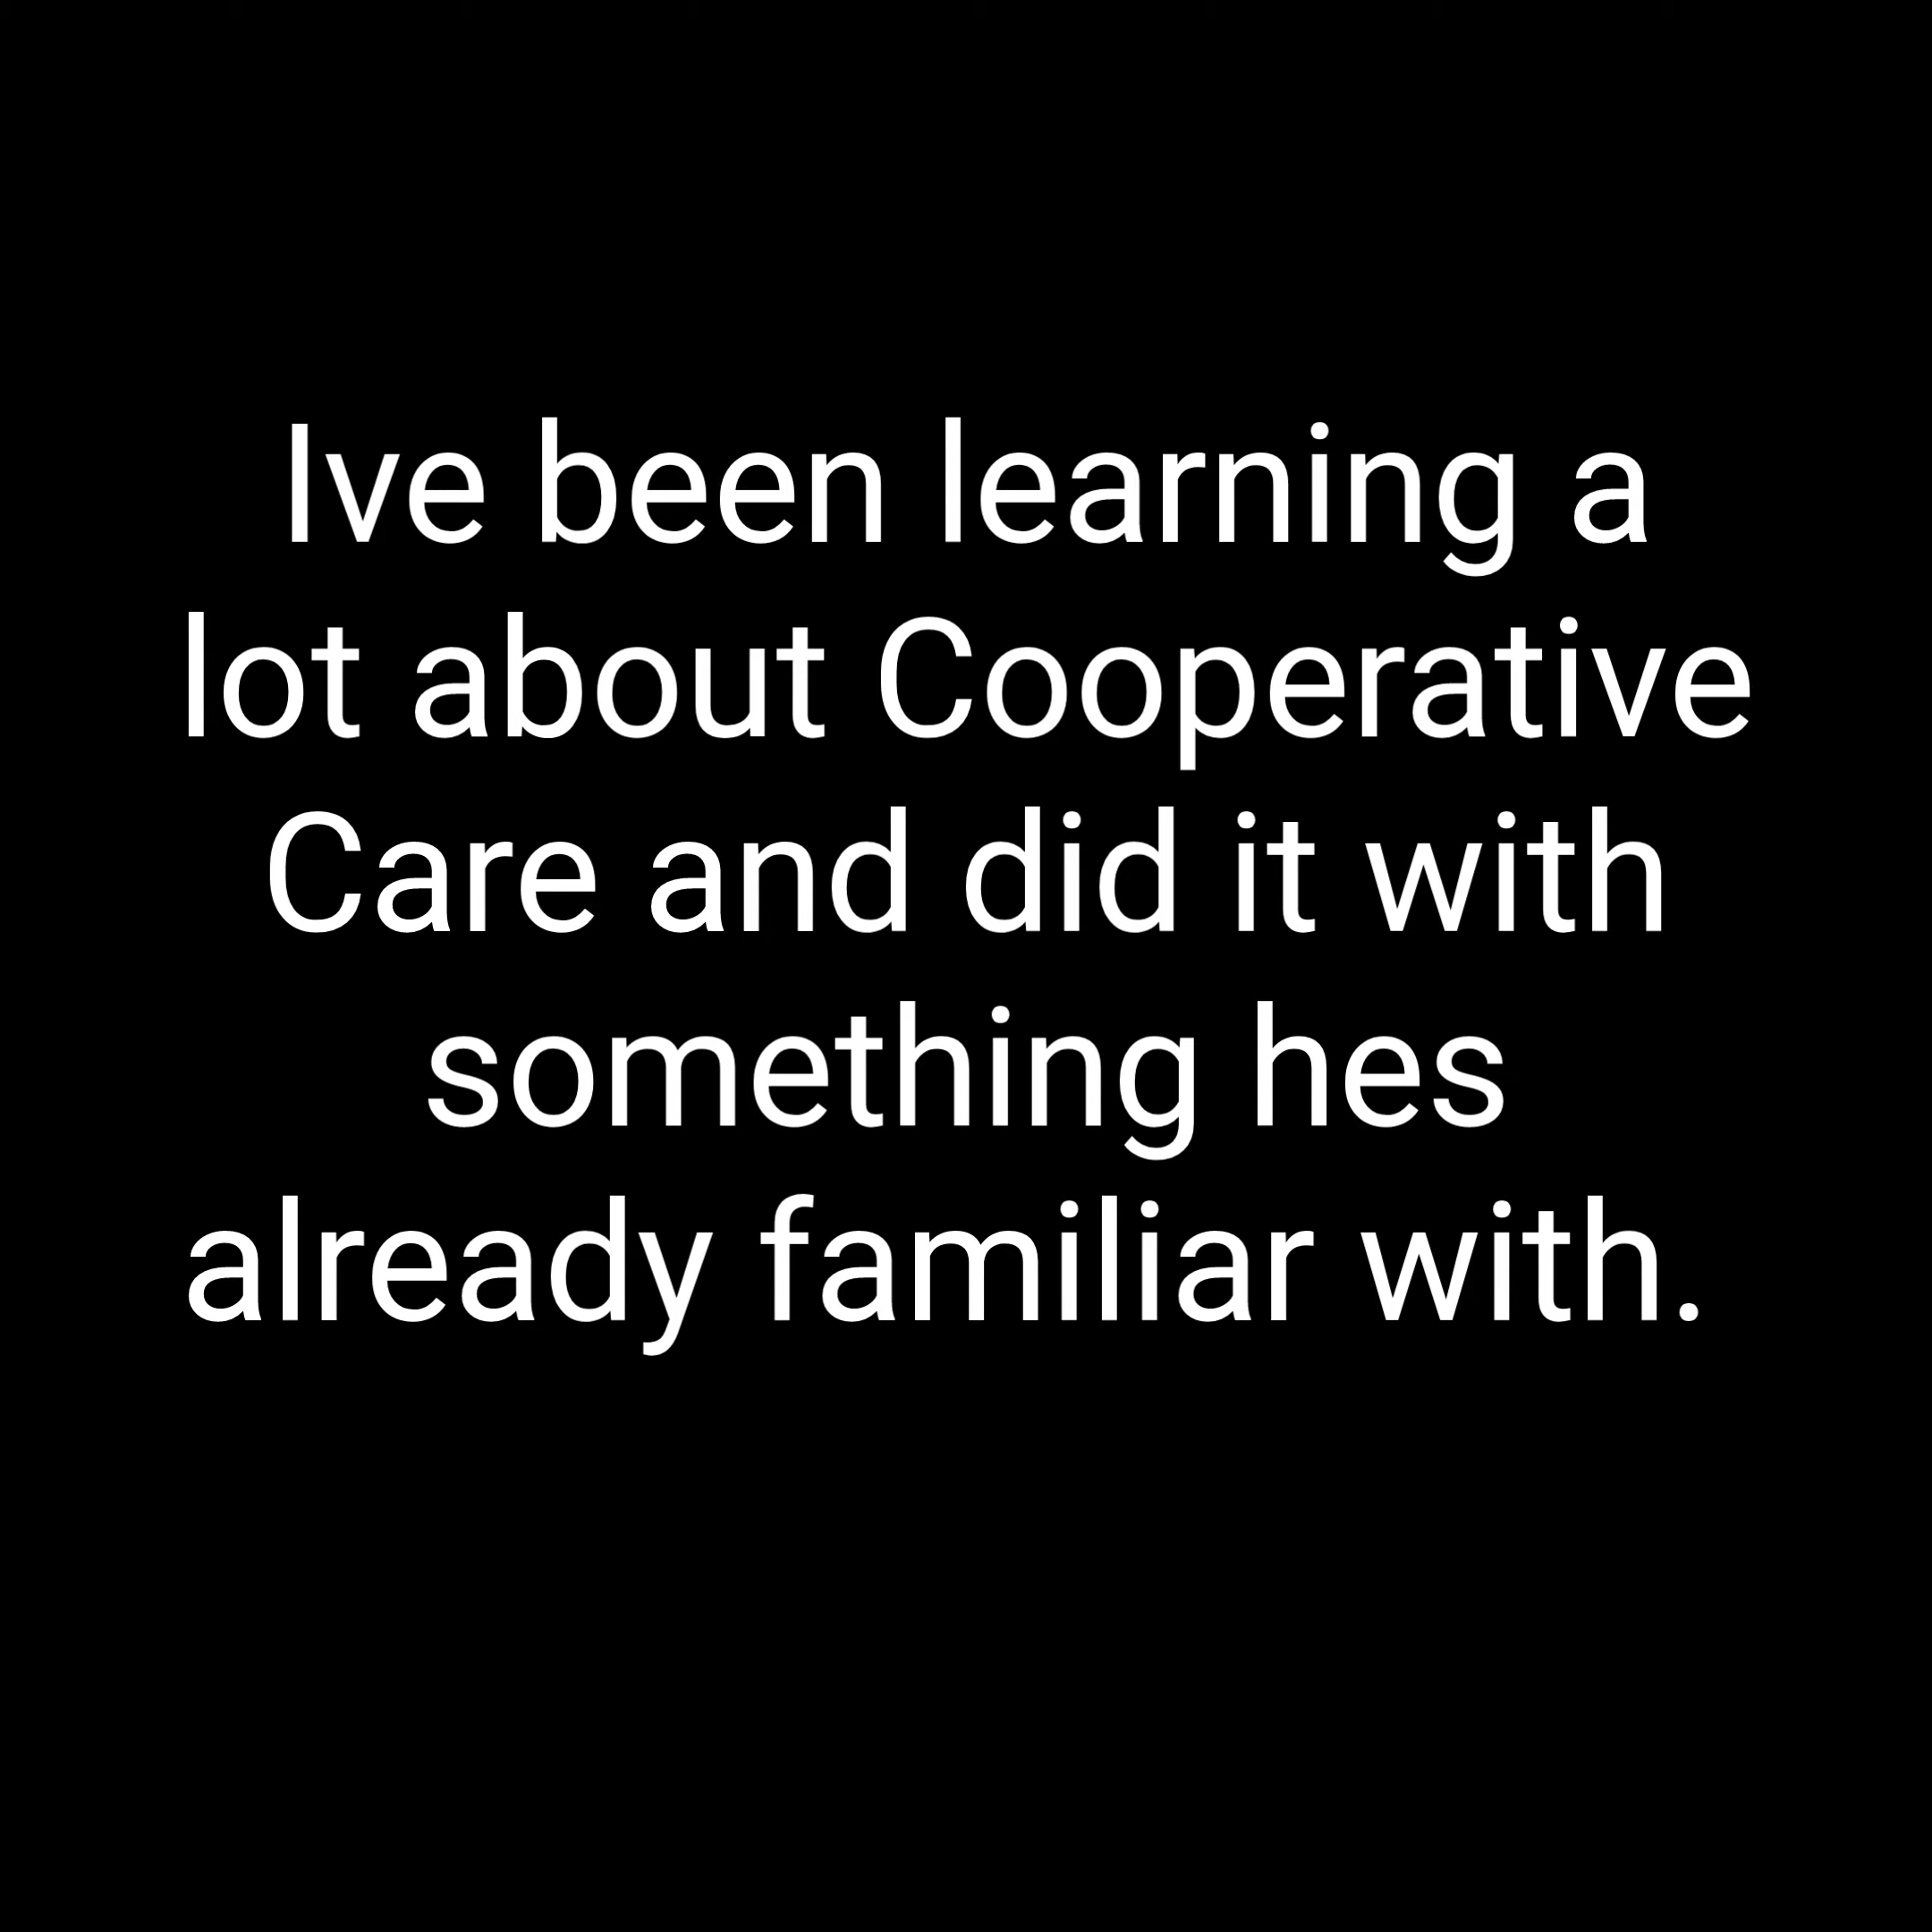 Ive been learning a
lot about Cooperative
Care and did it with
something hes
already familiar with.